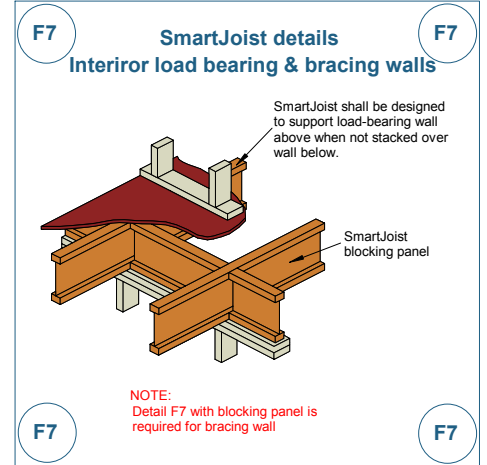 F7
SmartJoist details
F7
Interiror load bearing & bracing walls
SmartJoist shall be designed
to support load-bearing wall
above when not stacked over
wall below.
SmartJoist
blocking panel
NOTE:
Detail F7 with blocking panel is
required for bracing wall
F7
F7